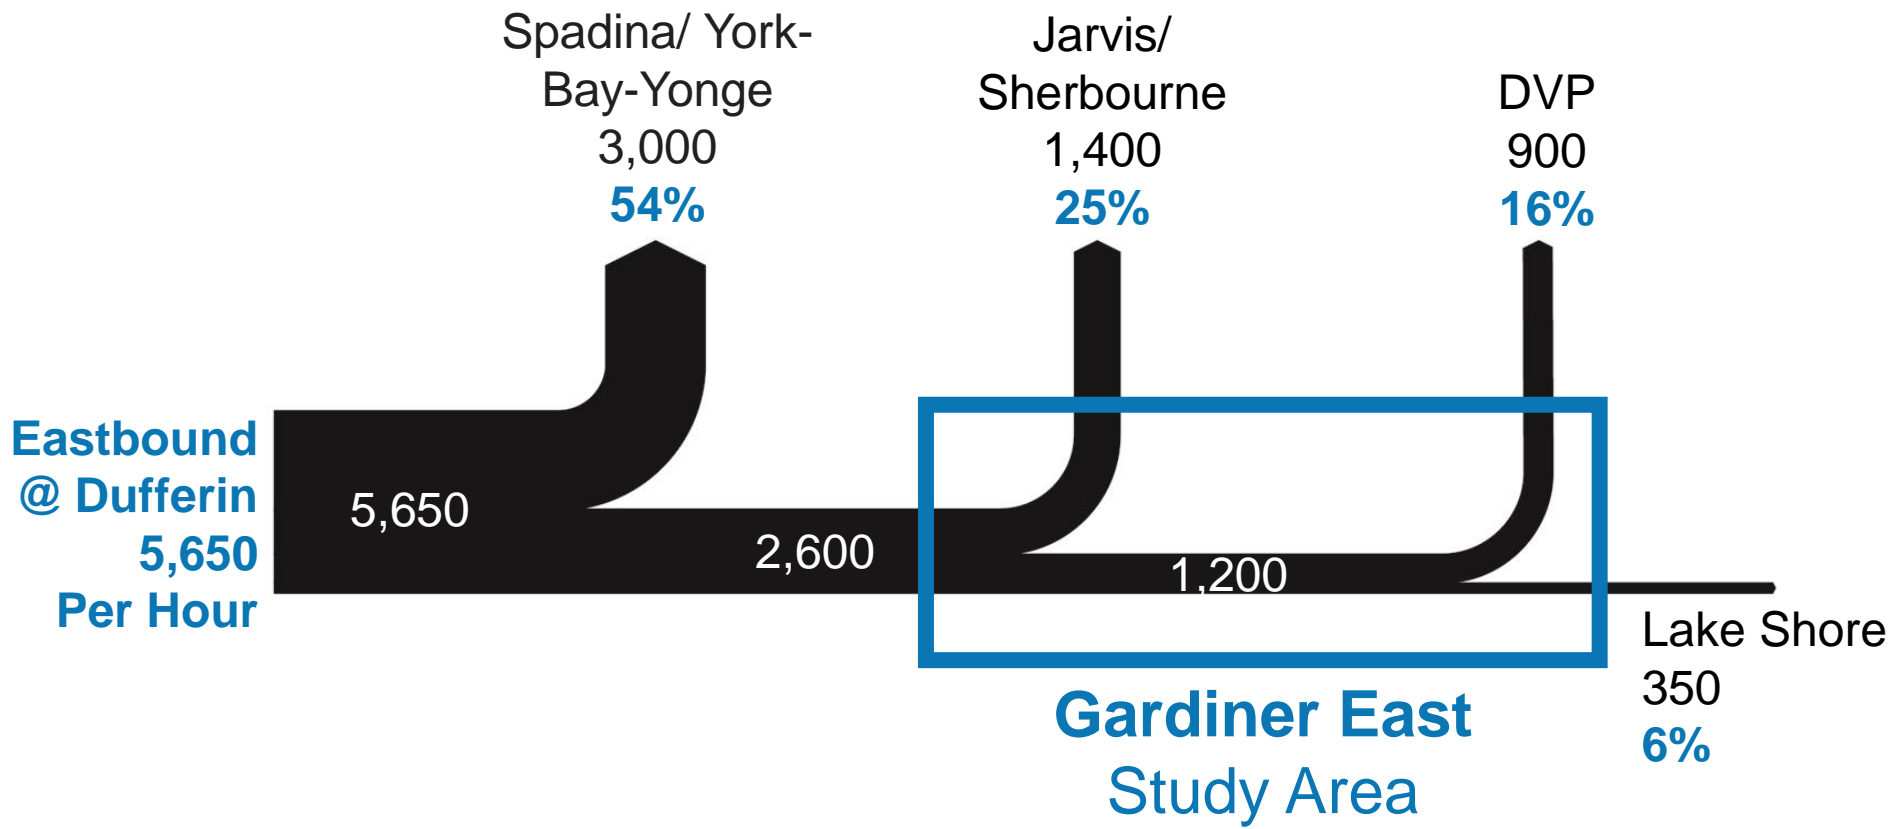 Spadina/ York-
Bay-Yonge
3,000
54%
Jarvis/
Sherbourne
1,400
25%
DVP
900
16%
Eastbound
@ Dufferin
5,650
Per Hour
5,650
2,600
1,200
Lake Shore
350
6%
Gardiner East
Study Area